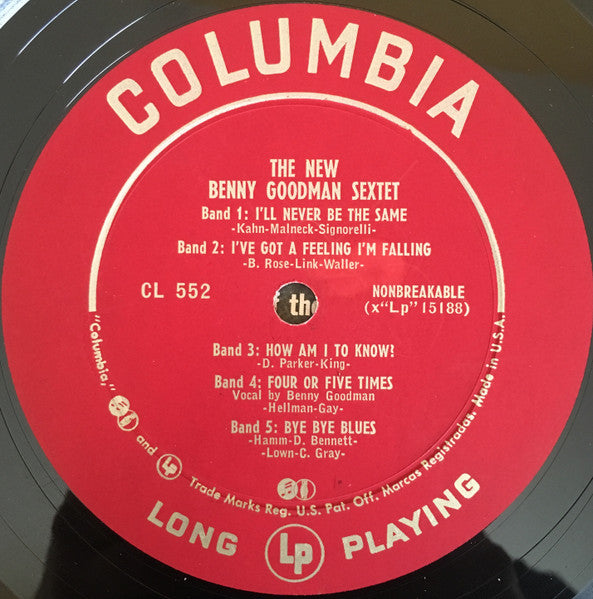 COLUMBIA
THE NEW
BENNY GOODMAN SEXTET
Band 1: I'LL NEVER BE THE SAME
-Kahn-Malneck-Signorelli-
Band 2: I'VE GOT A FEELING I'M FALLING
-B. Rose-Link-Waller-
CL 552
the
NONBREAKABLE
(x"Lp" 15188)
Band 3: HOW AM I TO KNOW?
-D. Parker-King-
Band 4: FOUR OR FIVE TIMES
Vocal by Benny Goodman
-Hellman-Gay-
Band 5: BYE BYE BLUES
-Hamm-D. Bennett-
-Lown-C. Gray-
"Columbia," and Lp Trade Marks Reg. U.S. Pat. Off. Marcas Registradas. Made in U.S.A.
LONG Lp PLAYING